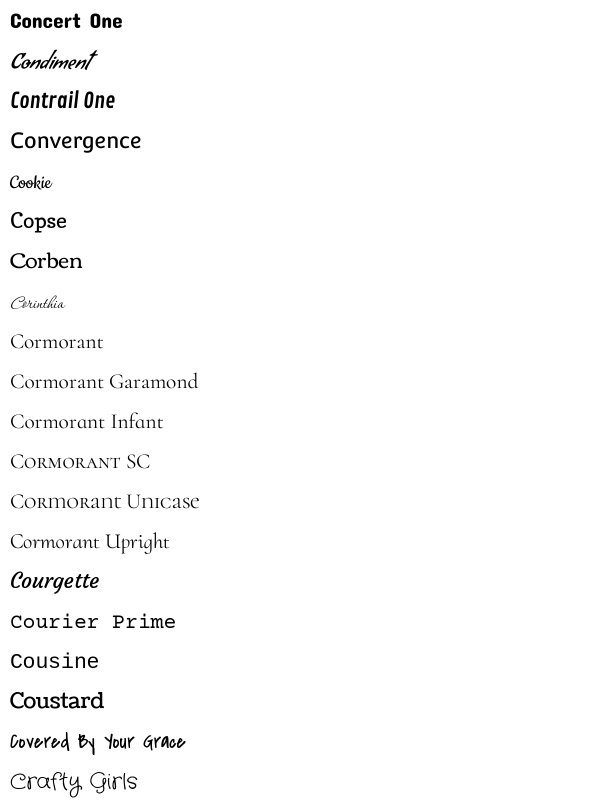 Concert One
Condiment
Contrail One
Convergence
Cookie
Copse
Corben
Corinthia
Cormorant
Cormorant Garamond
Cormorant Infant
Cormorant SC
Cormorant Unicase
Cormorant Upright
Courgette
Courier Prime
Cousine
Coustard
Covered By Your Grace
Crafty Girls